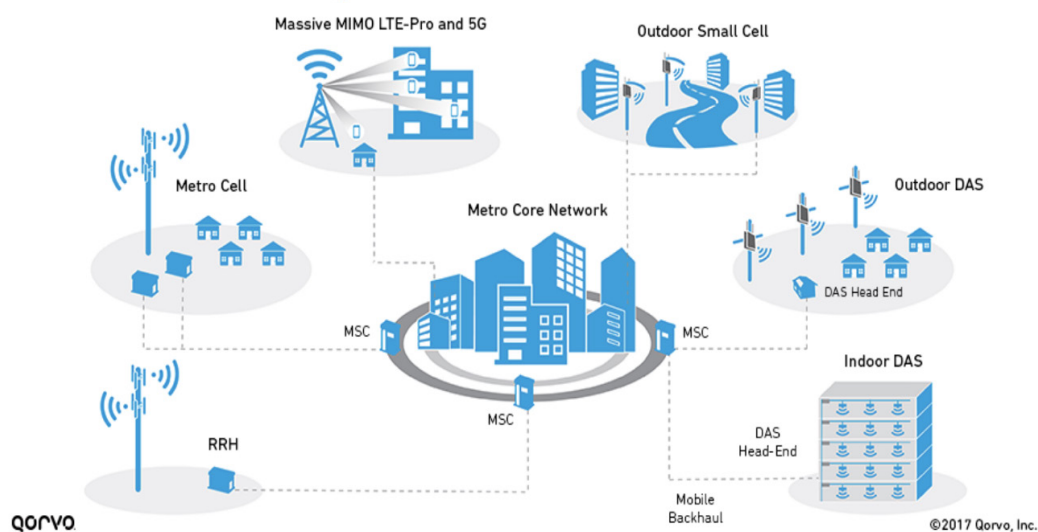 Massive MIMO LTE-Pro and 5G
Outdoor Small Cell
Metro Cell
Outdoor DAS
Metro Core Network
DAS Head End
MSC
MSC
Indoor DAS
MSC
RRH
DAS
Head-End
Mobile
Backhaul
QORVO
©2017 Qorvo, Inc.